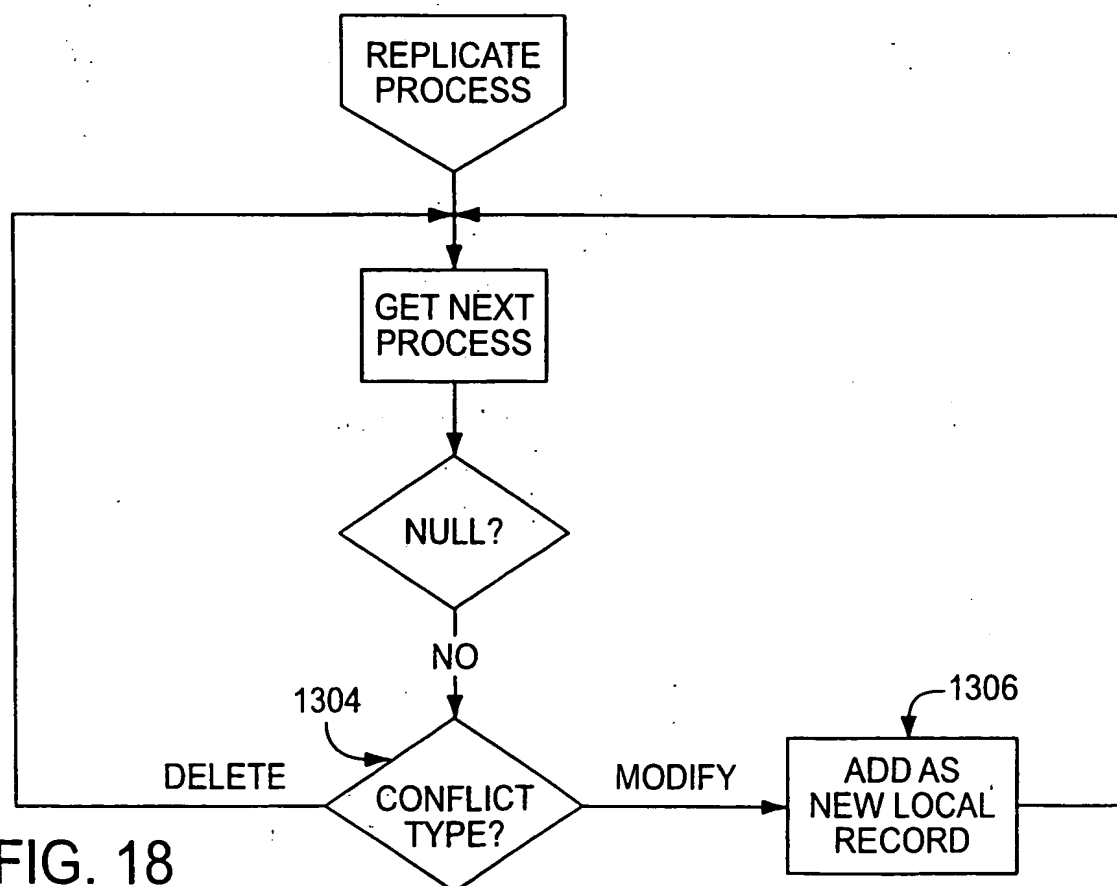 REPLICATE
PROCESS
GET NEXT
PROCESS
NULL?
NO
1304
1306
DELETE
CONFLICT
TYPE?
MODIFY
ADD AS
NEW LOCAL
RECORD
FIG. 18